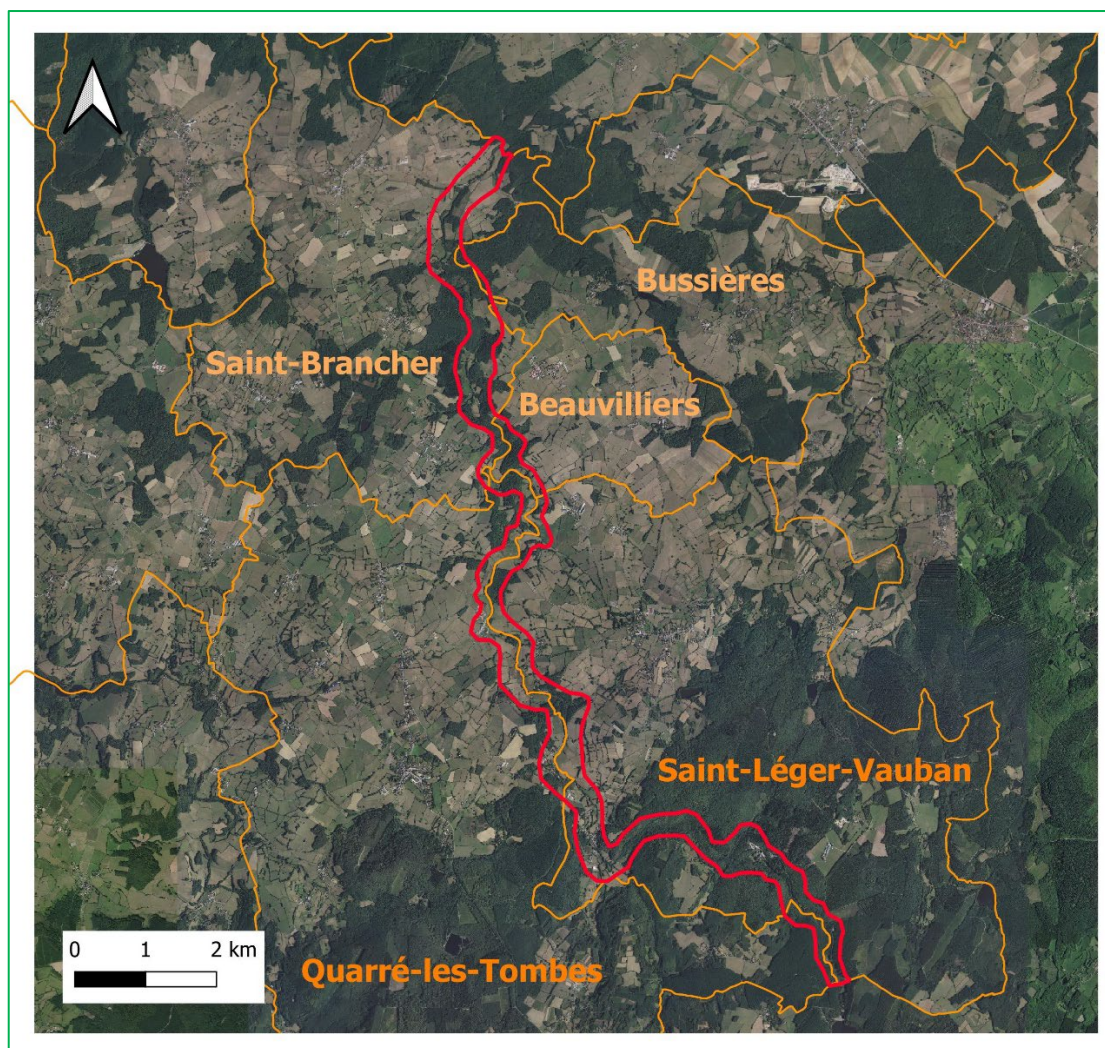 Bussières
Saint-Brancher
Beauvilliers
Saint-Léger-Vauban
0 1 2 km
Quarré-les-Tombes